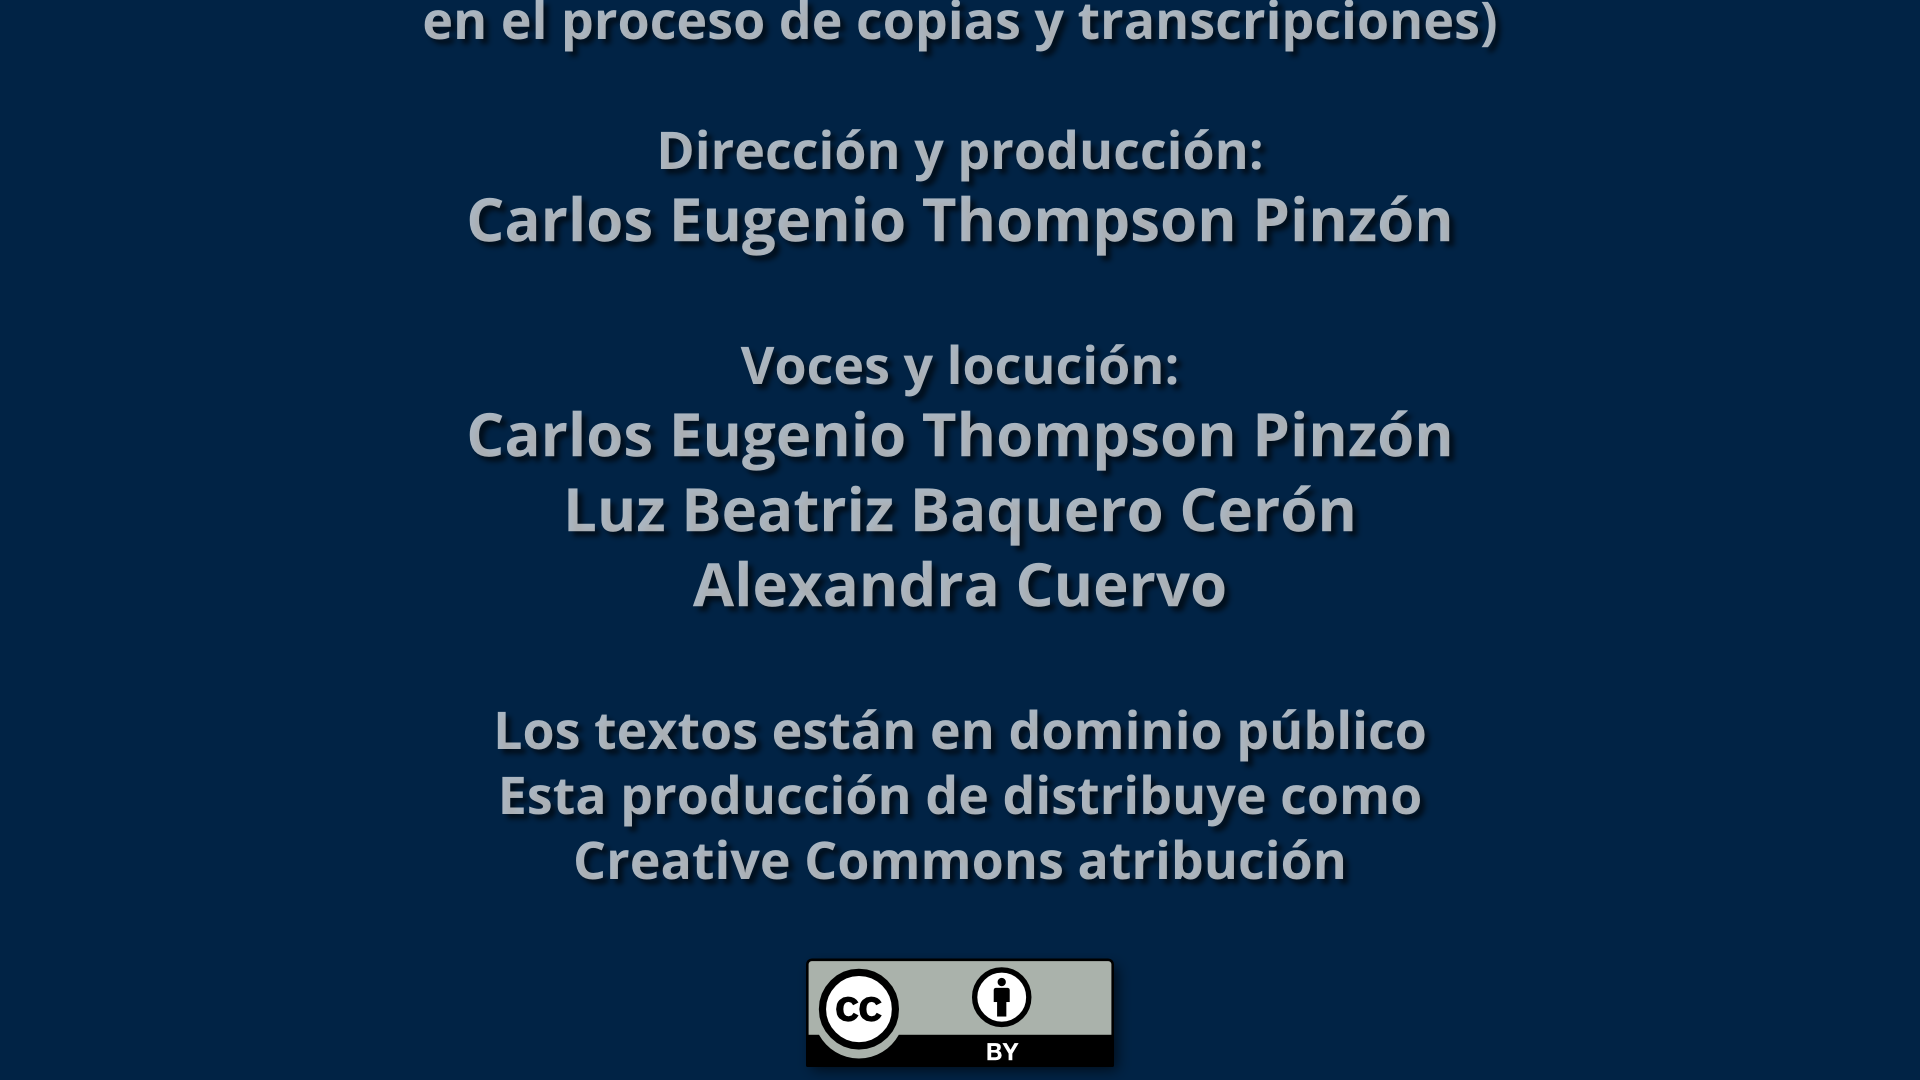 en el proceso de copias y transcripciones)
Dirección y producción:
Carlos Eugenio Thompson Pinzón
Voces y locución:
Carlos Eugenio Thompson Pinzón
Luz Beatriz Baquero Cerón
Alexandra Cuervo
Los textos están en dominio público
Esta producción de distribuye como
Creative Commons atribución
cc
BY